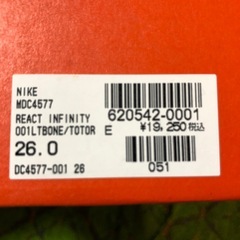 NIKE
MDC4577
REACT INFINITY
001LTBONE/TOTOR E
26.0
DC4577-001 26
620542-0001
¥19,250税込
051